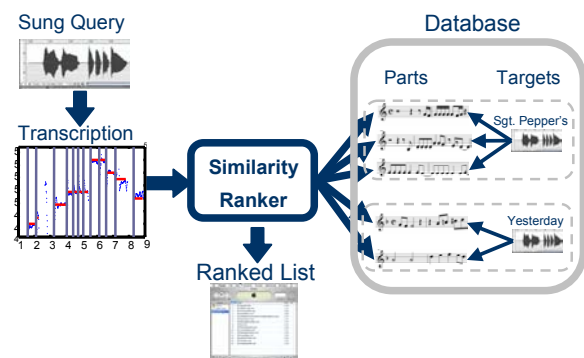 Sung Query
Database
Parts
Targets
Sgt. Pepper's
Transcription
Similarity
Ranker
Yesterday
1 2 3 4 5 6 7 8 9
Ranked List